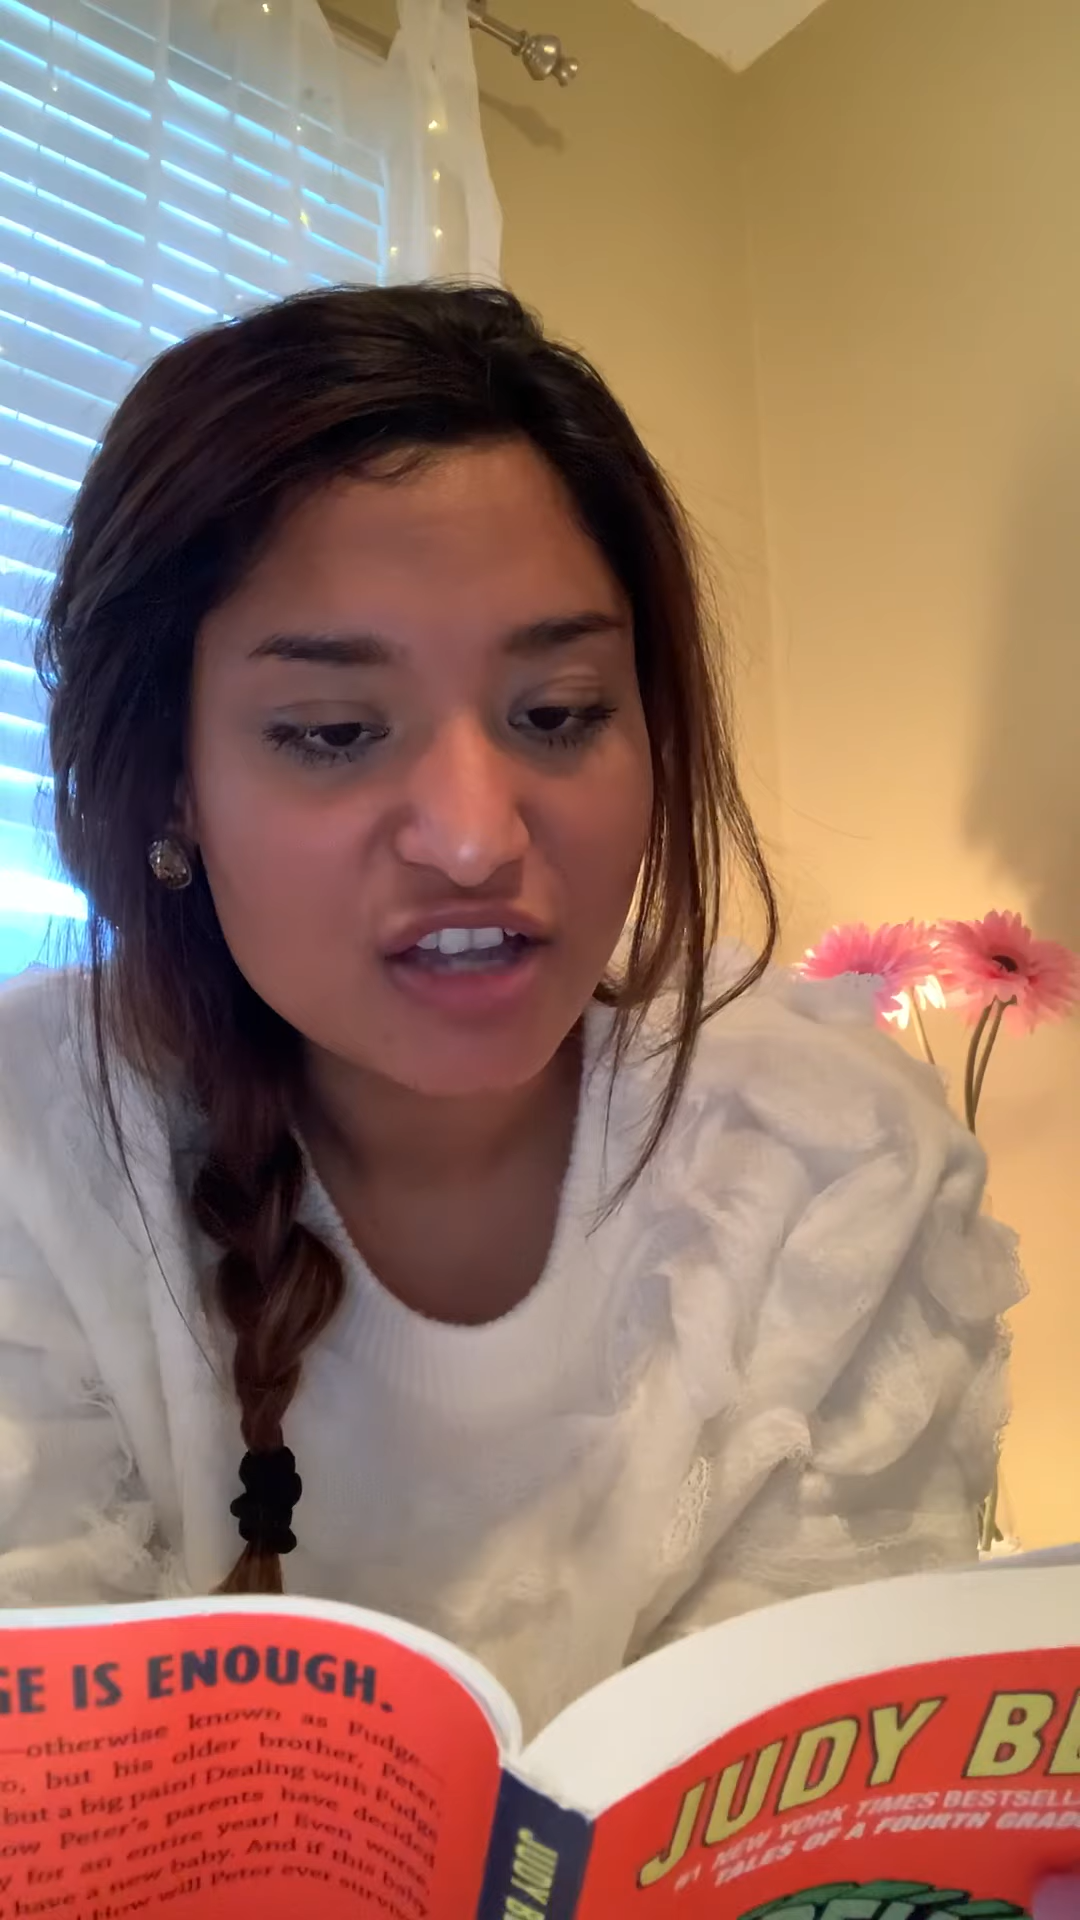 GE IS ENOUGH.
—otherwise known as Fudge—
o, but his older brother, Peter,
but a big pain! Dealing with Fudge
ow Peter's parents have decided
y for an entire year! Even worse,
have a new baby. And if this baby
How will Peter ever surviv
JUDY B
JUDY BL
#1 NEW YORK TIMES BESTSELL
TALES OF A FOURTH GRAD